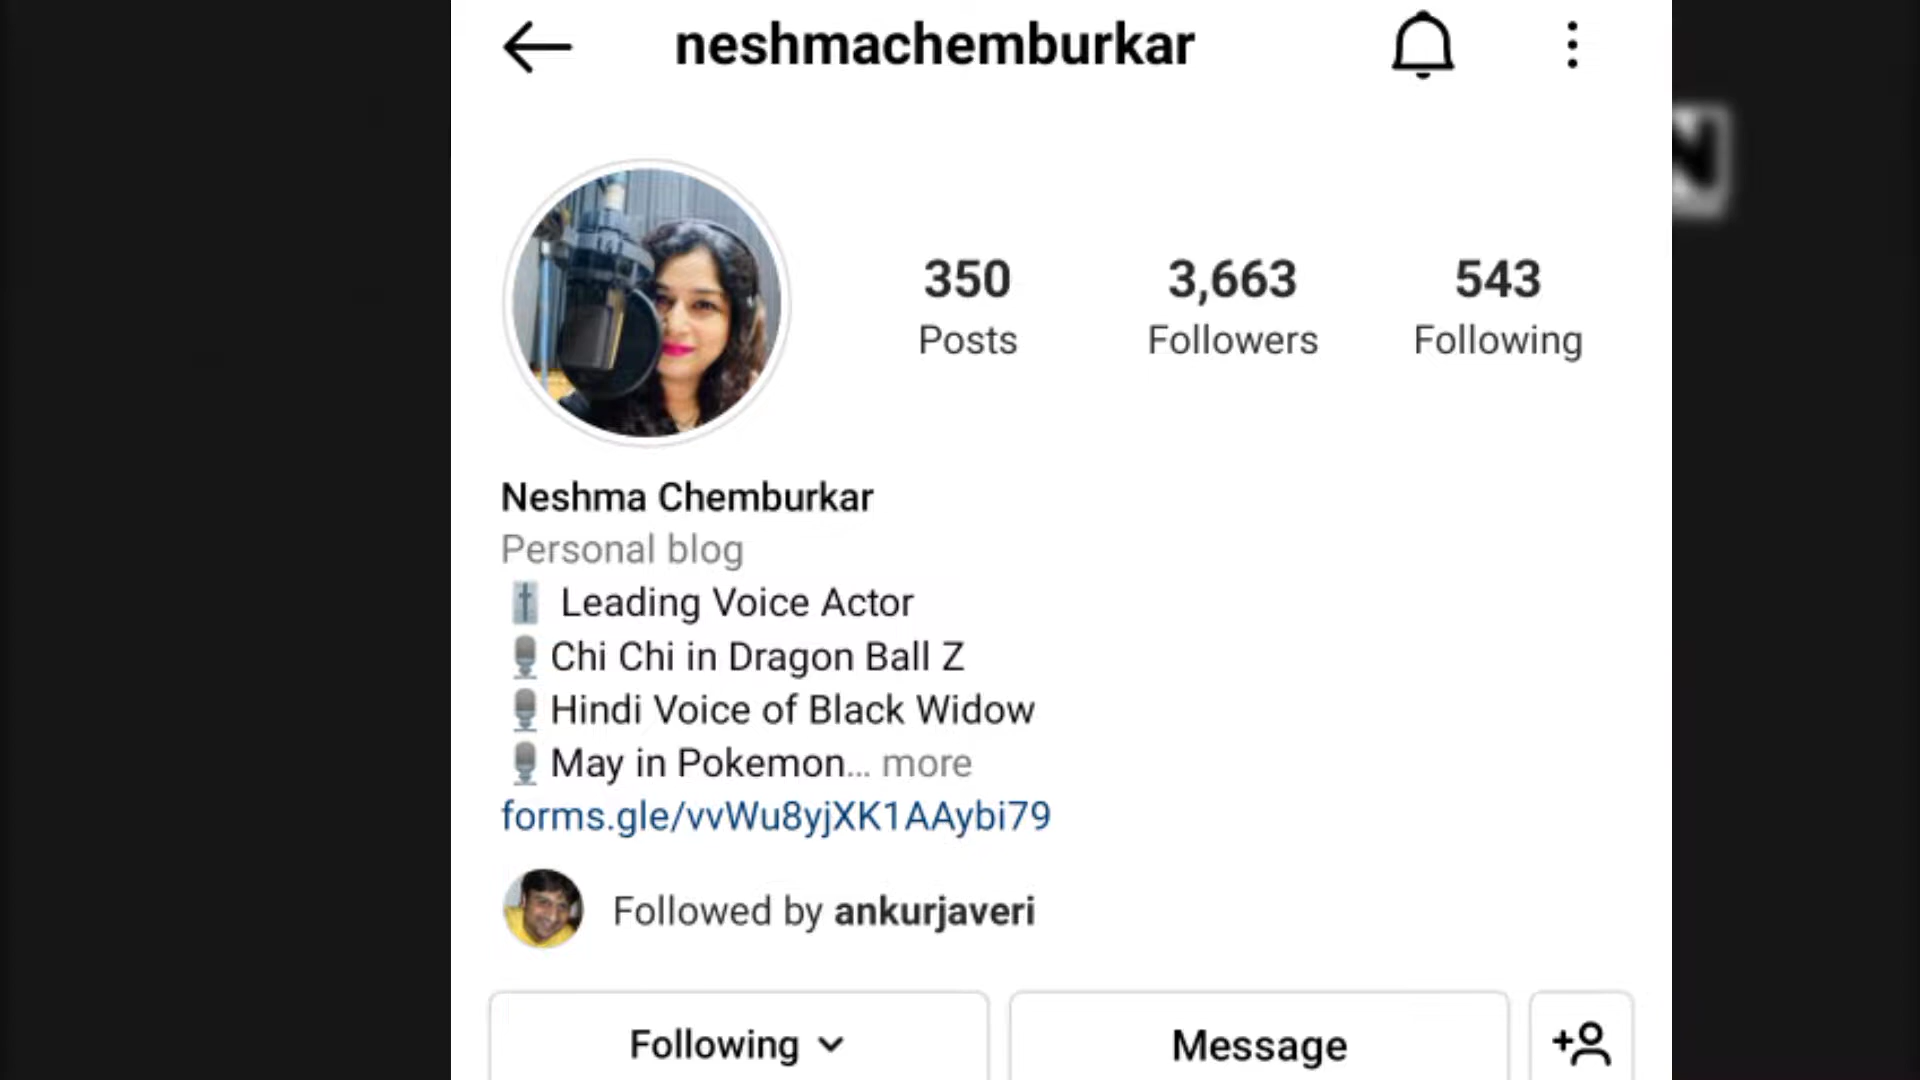 neshmachemburkar
350 3,663 543
Posts Followers Following
Neshma Chemburkar
Personal blog
Leading Voice Actor
Chi Chi in Dragon Ball Z
Hindi Voice of Black Widow
May in Pokemon... more
forms.gle/vvWu8yjXK1AAybi79
Followed by ankurjaveri
Following Message